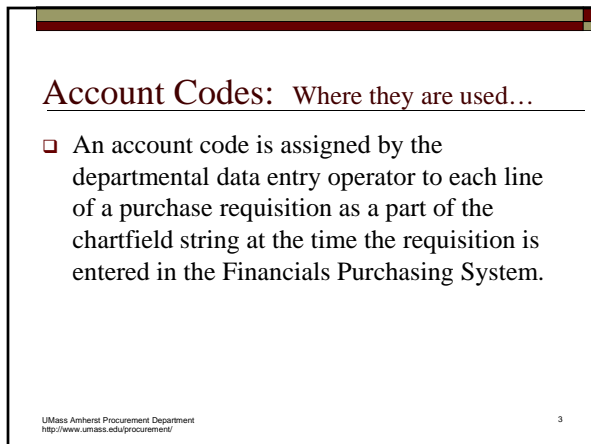 Account Codes: Where they are used…
❑ An account code is assigned by the
departmental data entry operator to each line
of a purchase requisition as a part of the
chartfield string at the time the requisition is
entered in the Financials Purchasing System.
UMass Amherst Procurement Department
http://www.umass.edu/procurement/
3